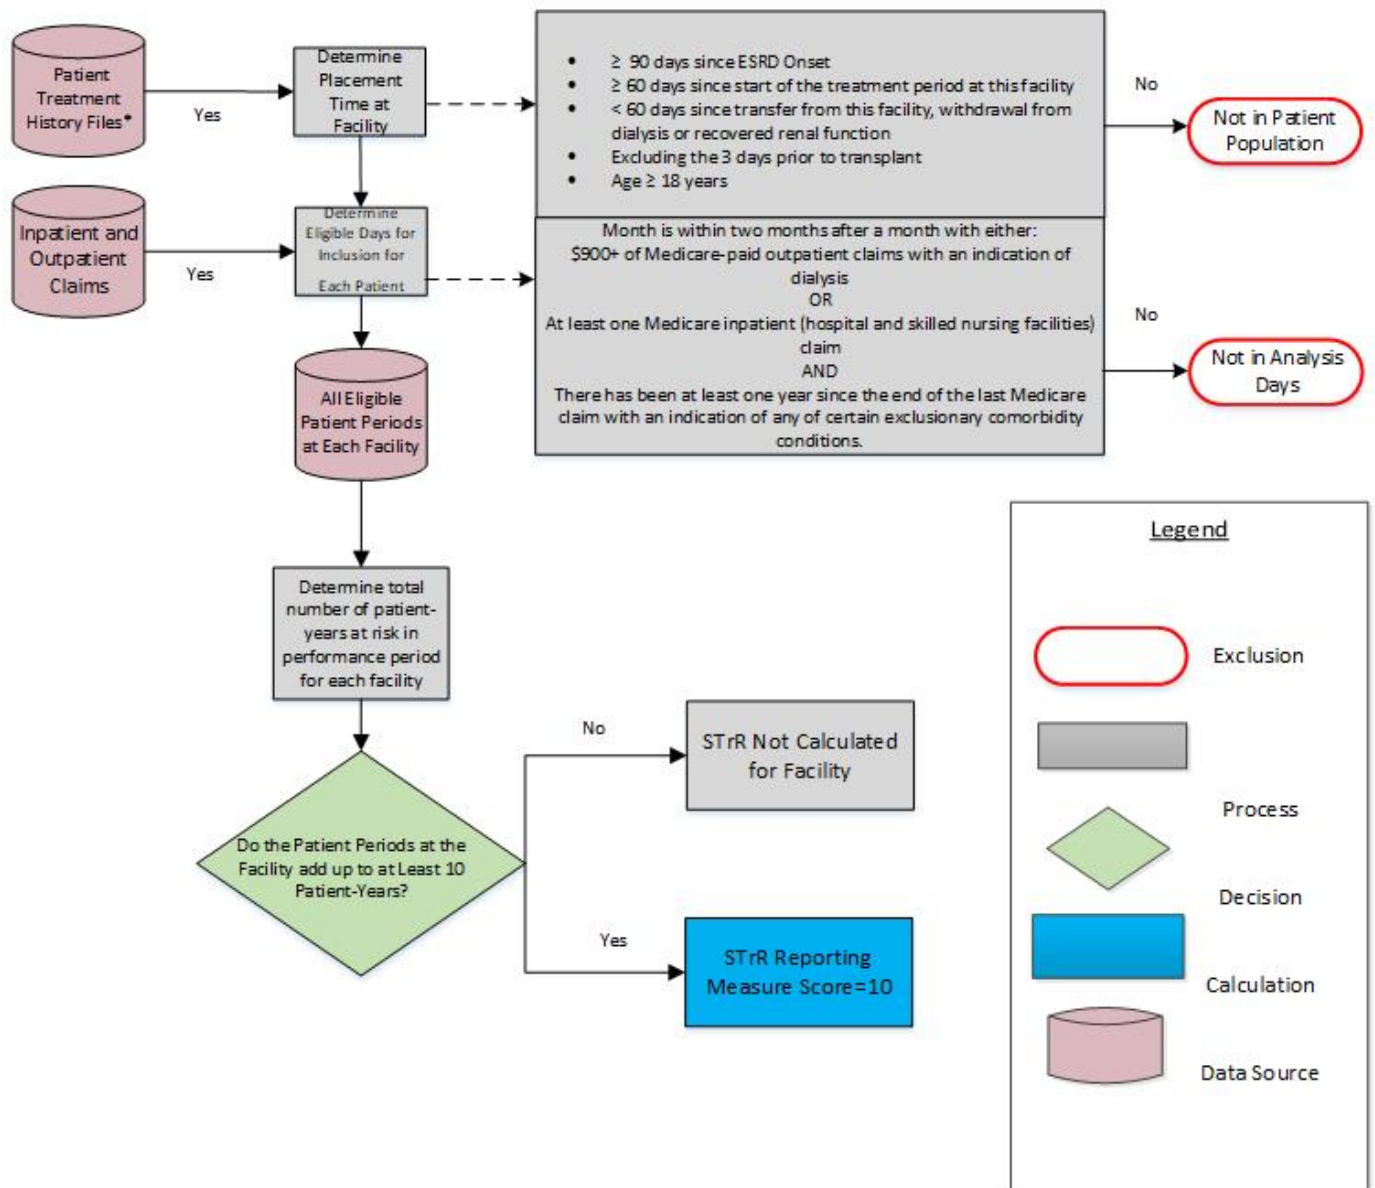 Patient
Treatment
History Files*
Yes
Determine
Placement
Time at
Facility
• ≥ 90 days since ESRD Onset
• ≥ 60 days since start of the treatment period at this facility
• < 60 days since transfer from this facility, withdrawal from
dialysis or recovered renal function
• Excluding the 3 days prior to transplant
• Age ≥ 18 years
No
Not in Patient
Population
Inpatient and
Outpatient
Claims
Yes
Determine
Eligible Days for
Inclusion for
Each Patient
Month is within two months after a month with either:
$900+ of Medicare-paid outpatient claims with an indication of
dialysis
OR
At least one Medicare inpatient (hospital and skilled nursing facilities)
claim
AND
There has been at least one year since the end of the last Medicare
claim with an indication of any of certain exclusionary comorbidity
conditions.
No
Not in Analysis
Days
All Eligible
Patient Periods
at Each Facility
Determine total
number of patient-
years at risk in
performance period
for each facility
Do the Patient Periods at the
Facility add up to at Least 10
Patient-Years?
No
STrR Not Calculated
for Facility
Yes
STrR Reporting
Measure Score=10
Legend
Exclusion
Process
Decision
Calculation
Data Source